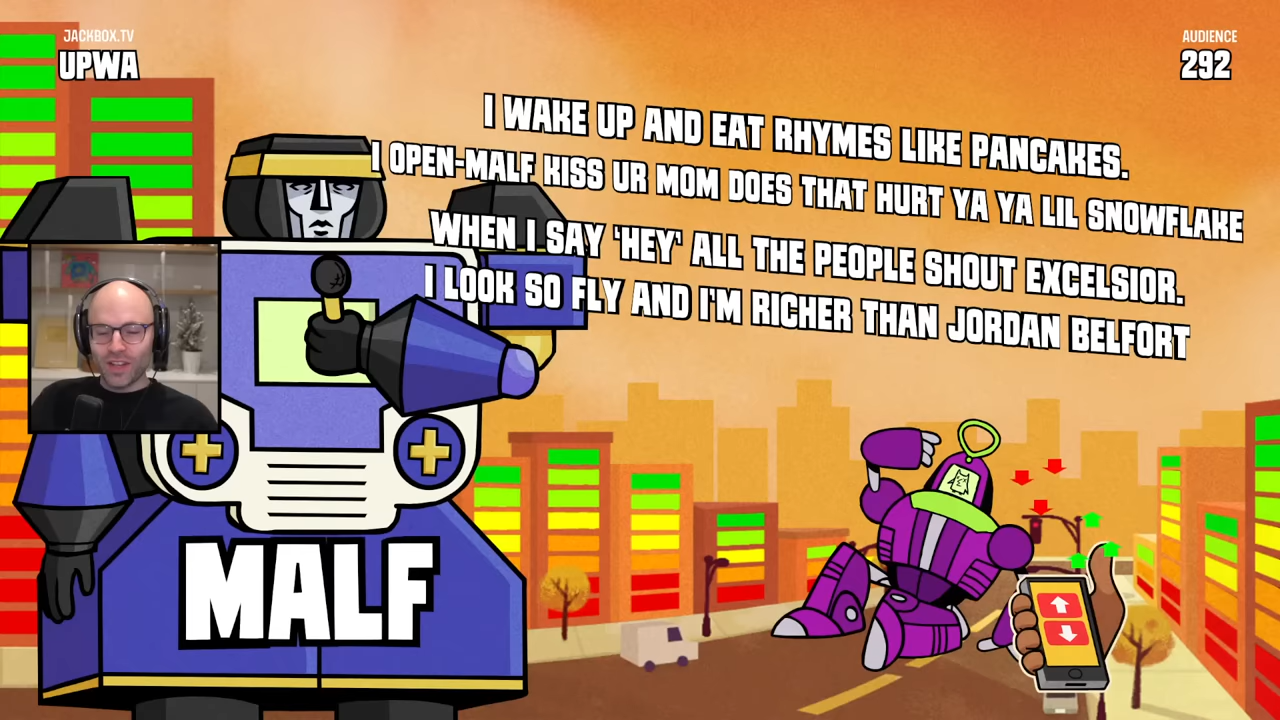 JACKBOX.TV
UPWA
AUDIENCE
292
I WAKE UP AND EAT RHYMES LIKE PANCAKES.
I OPEN-MALF KISS UR MOM DOES THAT HURT YA YA LIL SNOWFLAKE
WHEN I SAY 'HEY' ALL THE PEOPLE SHOUT EXCELSIOR.
I LOOK SO FLY AND I'M RICHER THAN JORDAN BELFORT
MALF